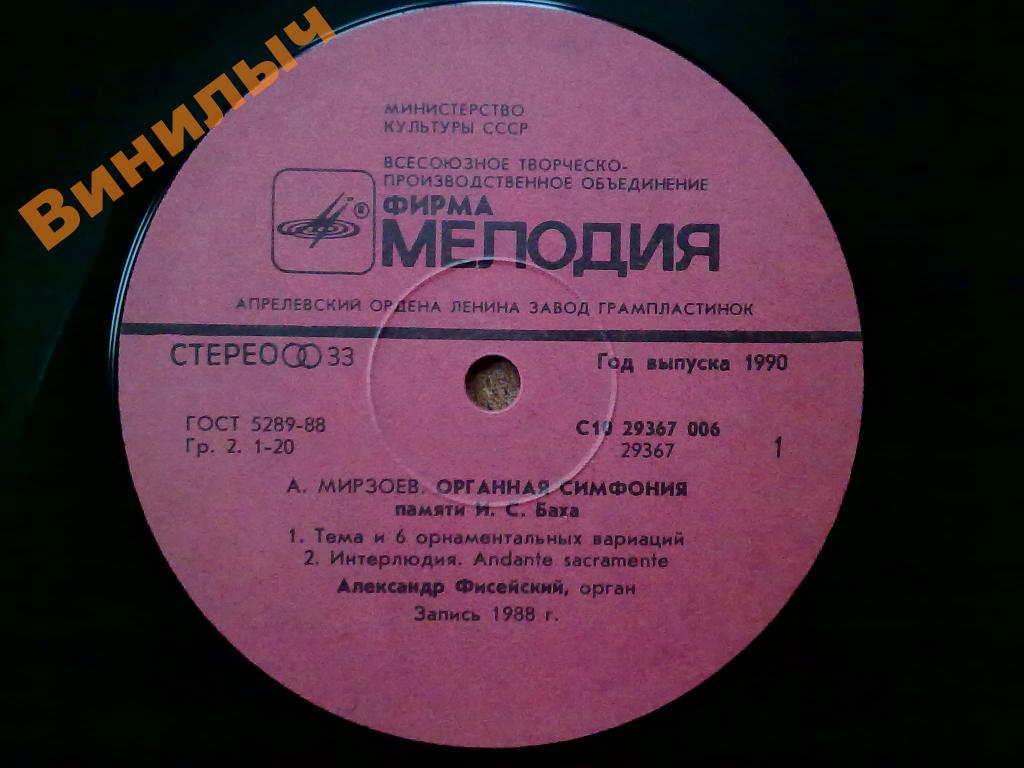 Винилыч
МИНИСТЕРСТВО
КУЛЬТУРЫ СССР
ВСЕСОЮЗНОЕ ТВОРЧЕСКО-
ПРОИЗВОДСТВЕННОЕ ОБЪЕДИНЕНИЕ
ФИРМА
® МЕЛОДИЯ
АПРЕЛЕВСКИЙ ОРДЕНА ЛЕНИНА ЗАВОД ГРАМПЛАСТИНОК
СТЕРЕО 33 Год выпуска 1990
ГОСТ 5289-88 С10 29367 006
Гр. 2. 1-20 29367 1
А. МИРЗОЕВ. ОРГАННАЯ СИМФОНИЯ
памяти И. С. Баха
1. Тема и 6 орнаментальных вариаций
2. Интерлюдия. Andante sacramente
Александр Фисейский, орган
Запись 1988 г.